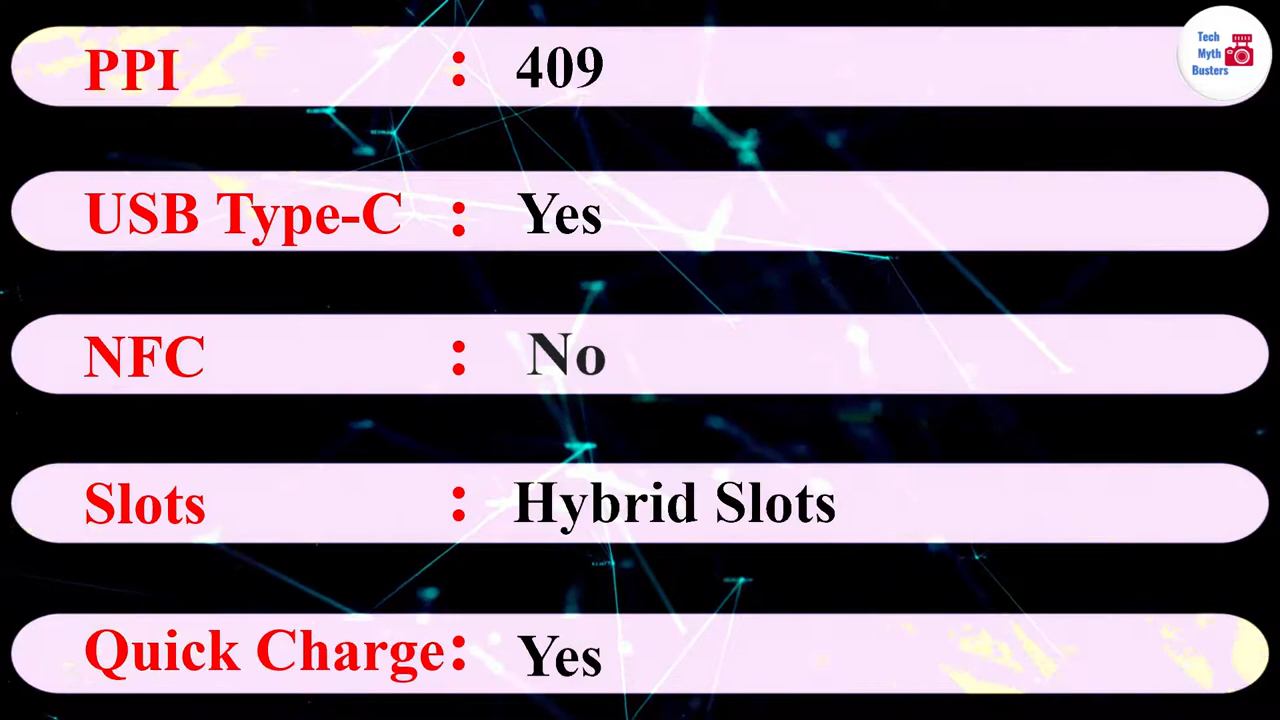 PPI : 409
Tech
Myth
Busters
USB Type-C : Yes
NFC : No
Slots : Hybrid Slots
Quick Charge: Yes